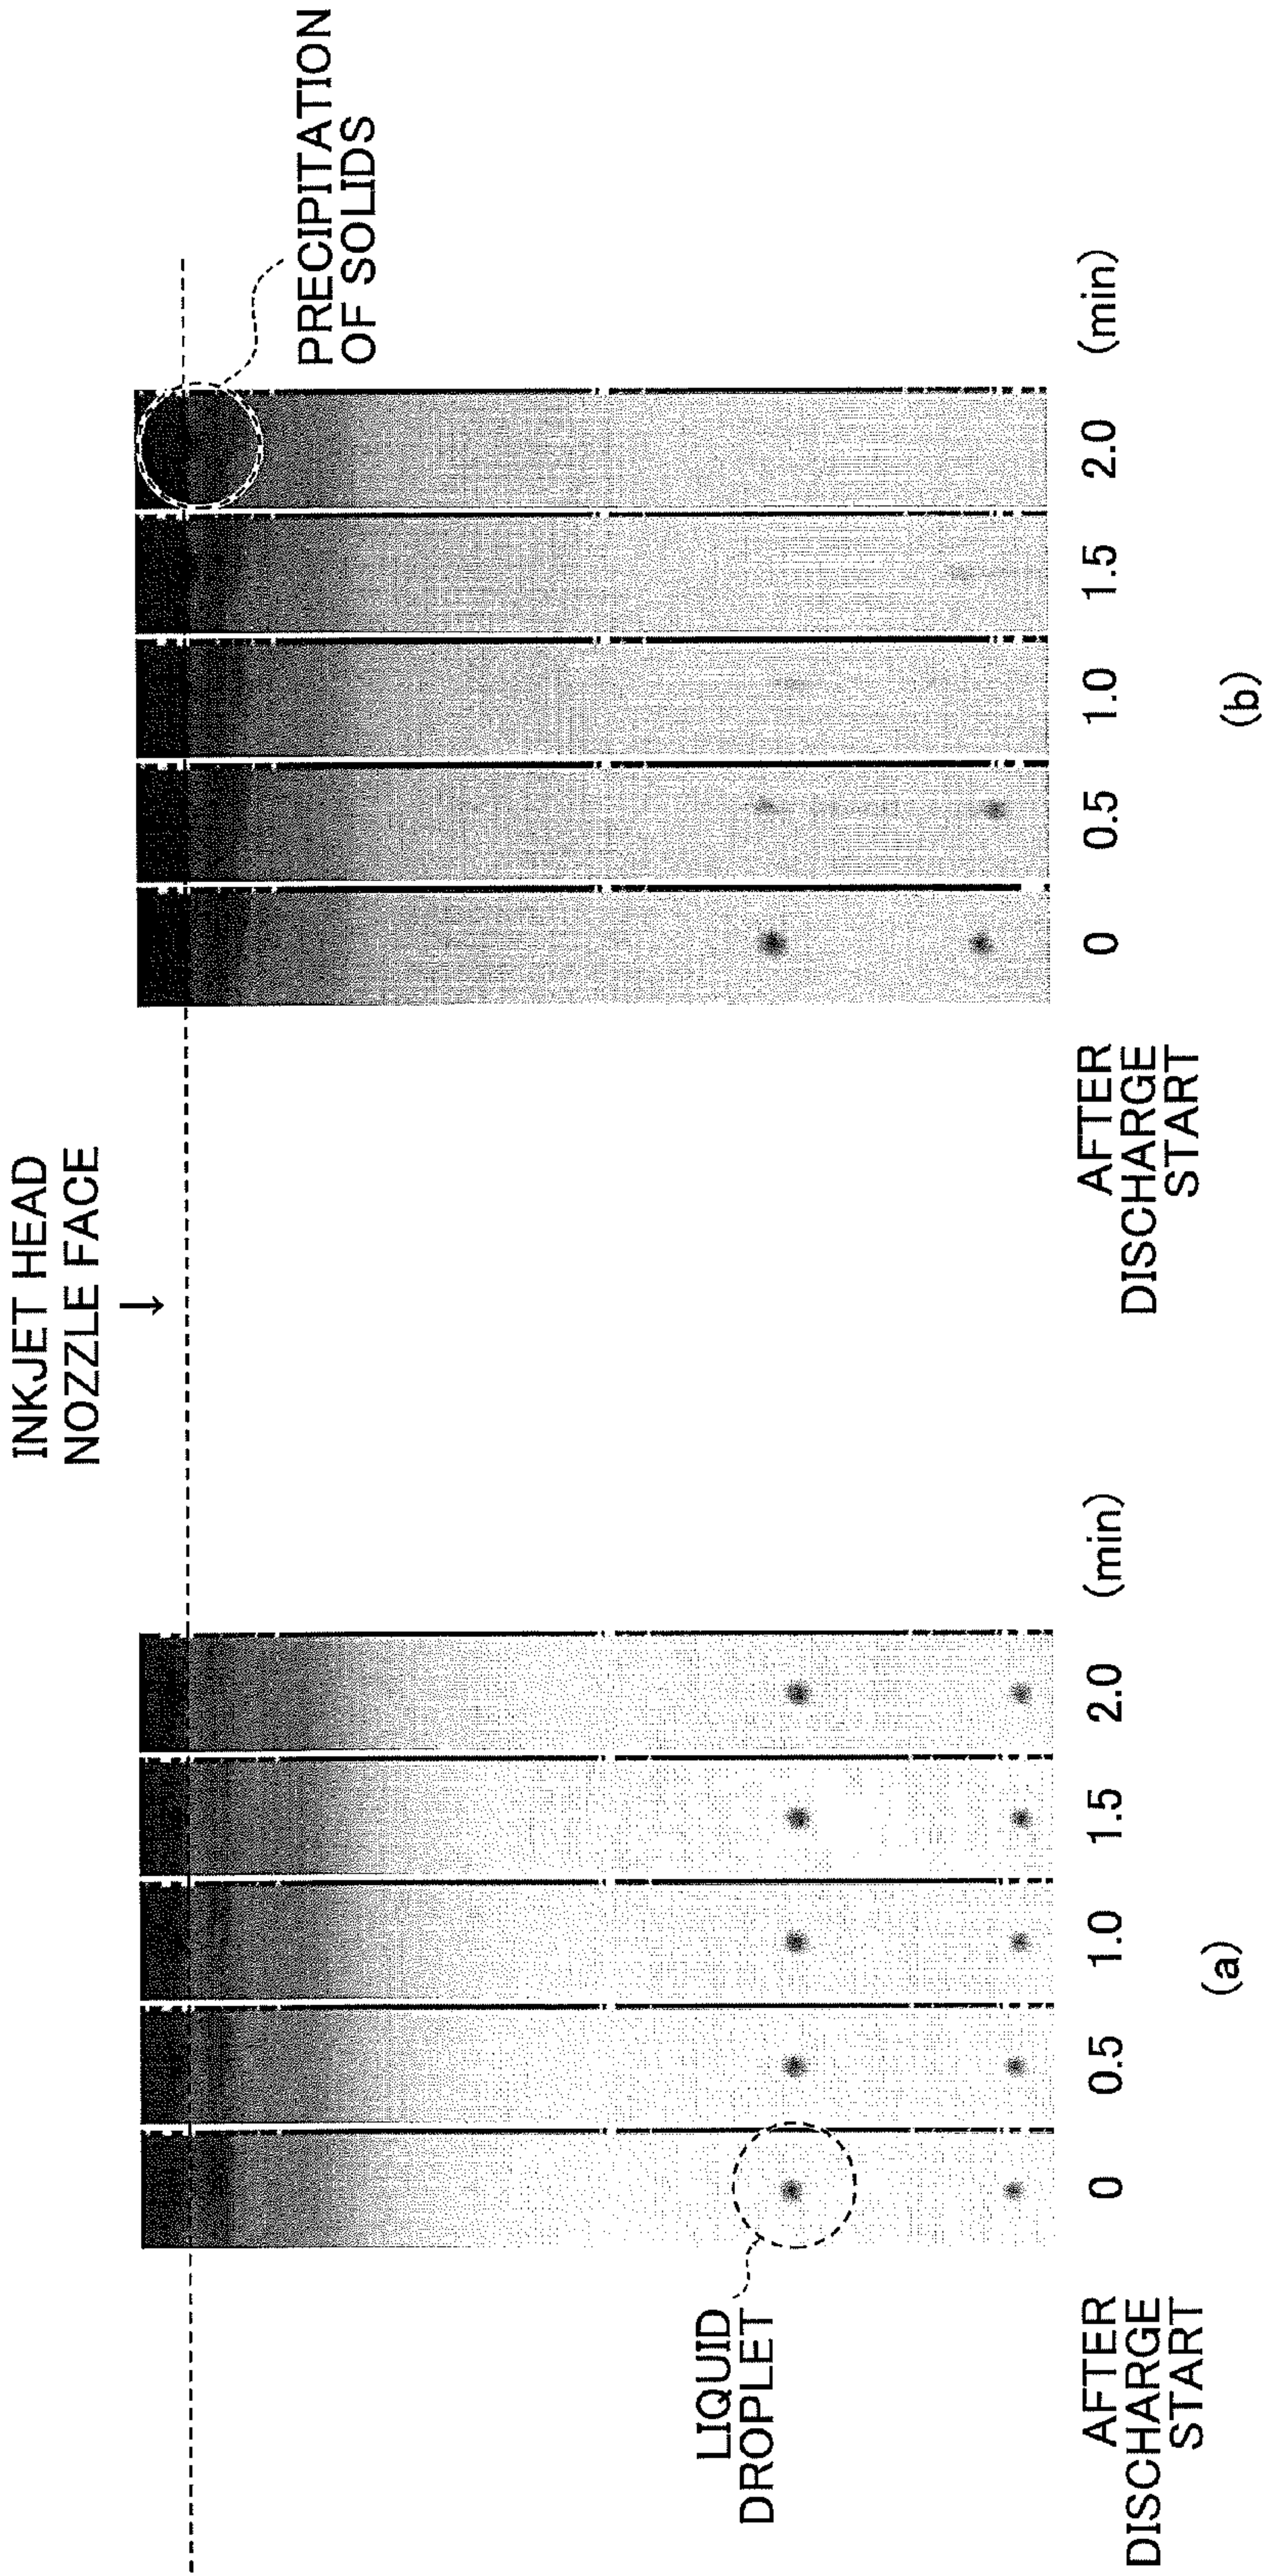 INKJET HEAD
NOZZLE FACE
↓
LIQUID
DROPLET
PRECIPITATION
OF SOLIDS
AFTER
DISCHARGE
START
0 0.5 1.0 1.5 2.0 (min)
(a)
AFTER
DISCHARGE
START
0 0.5 1.0 1.5 2.0 (min)
(b)